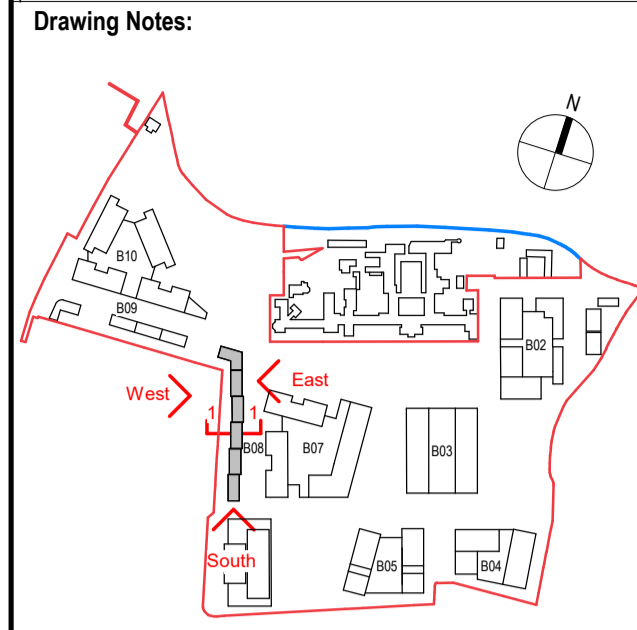 Drawing Notes:
N
B10
B09
B02
West
East
1 1
B08
B07
B03
South
B05
B04